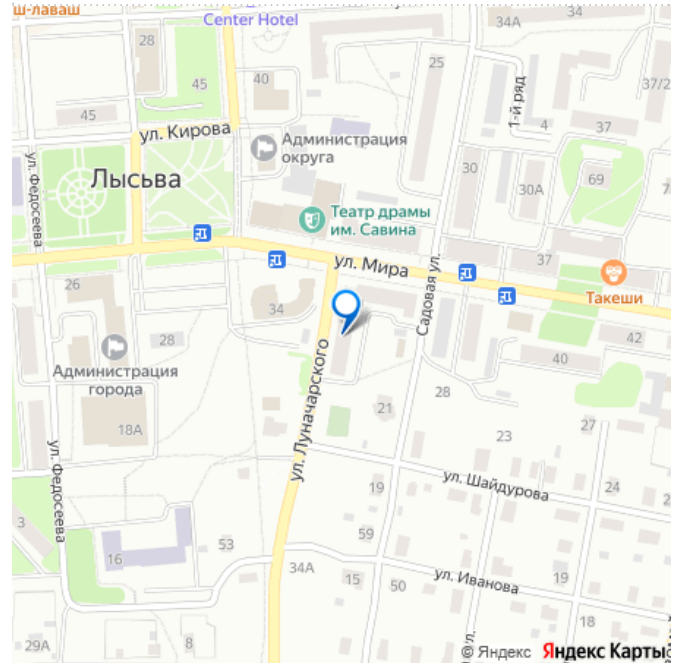 ш-лаваш
Center Hotel
34А
34
28
25
45
40
37/2
45
ул. Кирова
1-й ряд
4
37
Администрация
округа
ул. Федосеева
Лысьва
30
30А
69
Театр драмы
им. Савина
ул. Мира
37
Такеши
26
34
Садовая ул.
28
Администрация
города
42
40
ул. Луначарского
28
21
18А
27
23
ул. Федосеева
ул. Шайдурова
19
24
3
59
53
16
34А
15
50
ул. Иванова
19
18
8
29А
ул.
© Яндекс Яндекс Карты